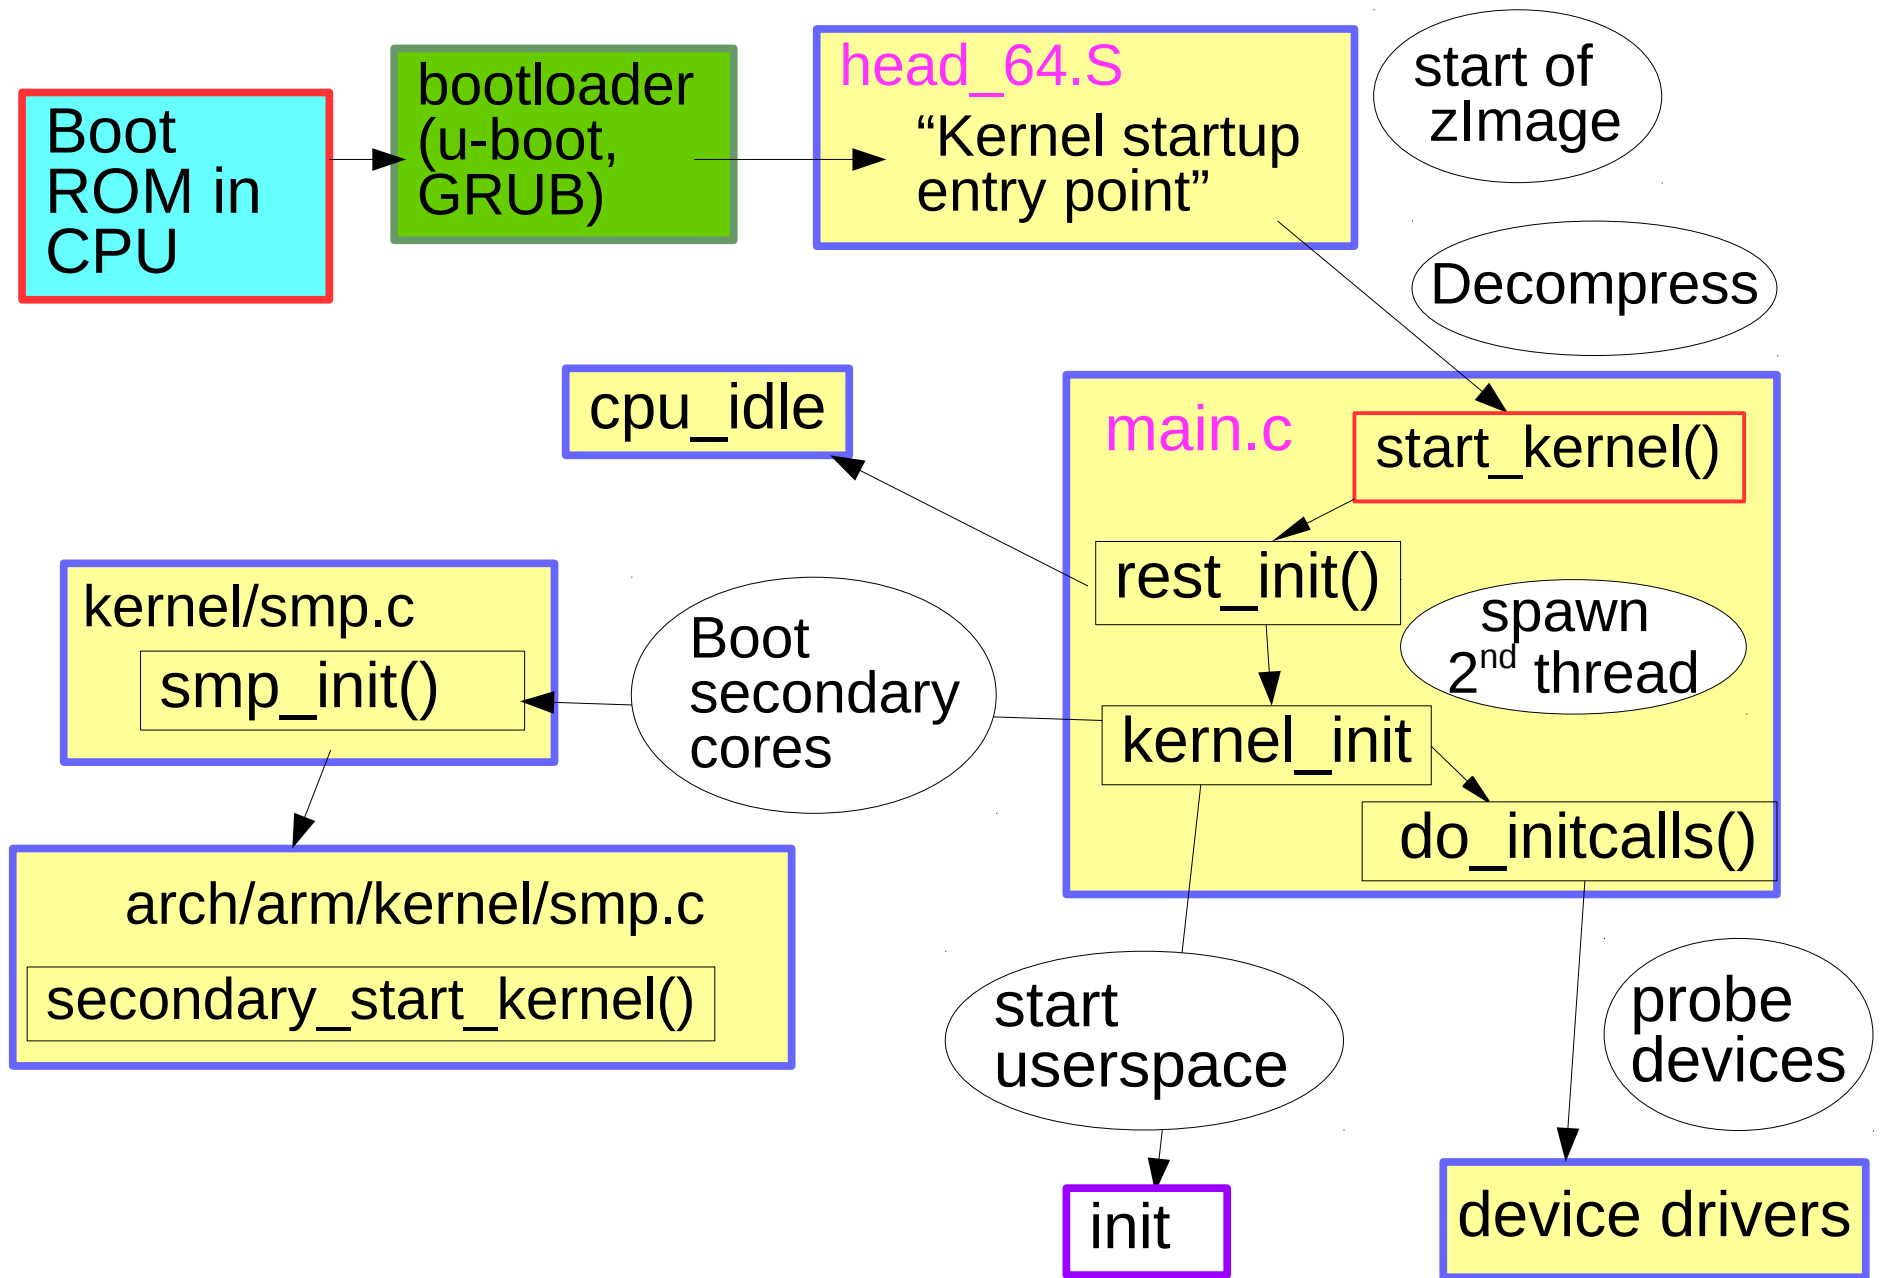 Boot
ROM in
CPU
bootloader
(u-boot,
GRUB)
head_64.S
“Kernel startup
entry point”
start of
zImage
Decompress
cpu_idle
main.c
start_kernel()
rest_init()
spawn
2nd thread
kernel_init
do_initcalls()
kernel/smp.c
smp_init()
Boot
secondary
cores
arch/arm/kernel/smp.c
secondary_start_kernel()
start
userspace
probe
devices
init
device drivers